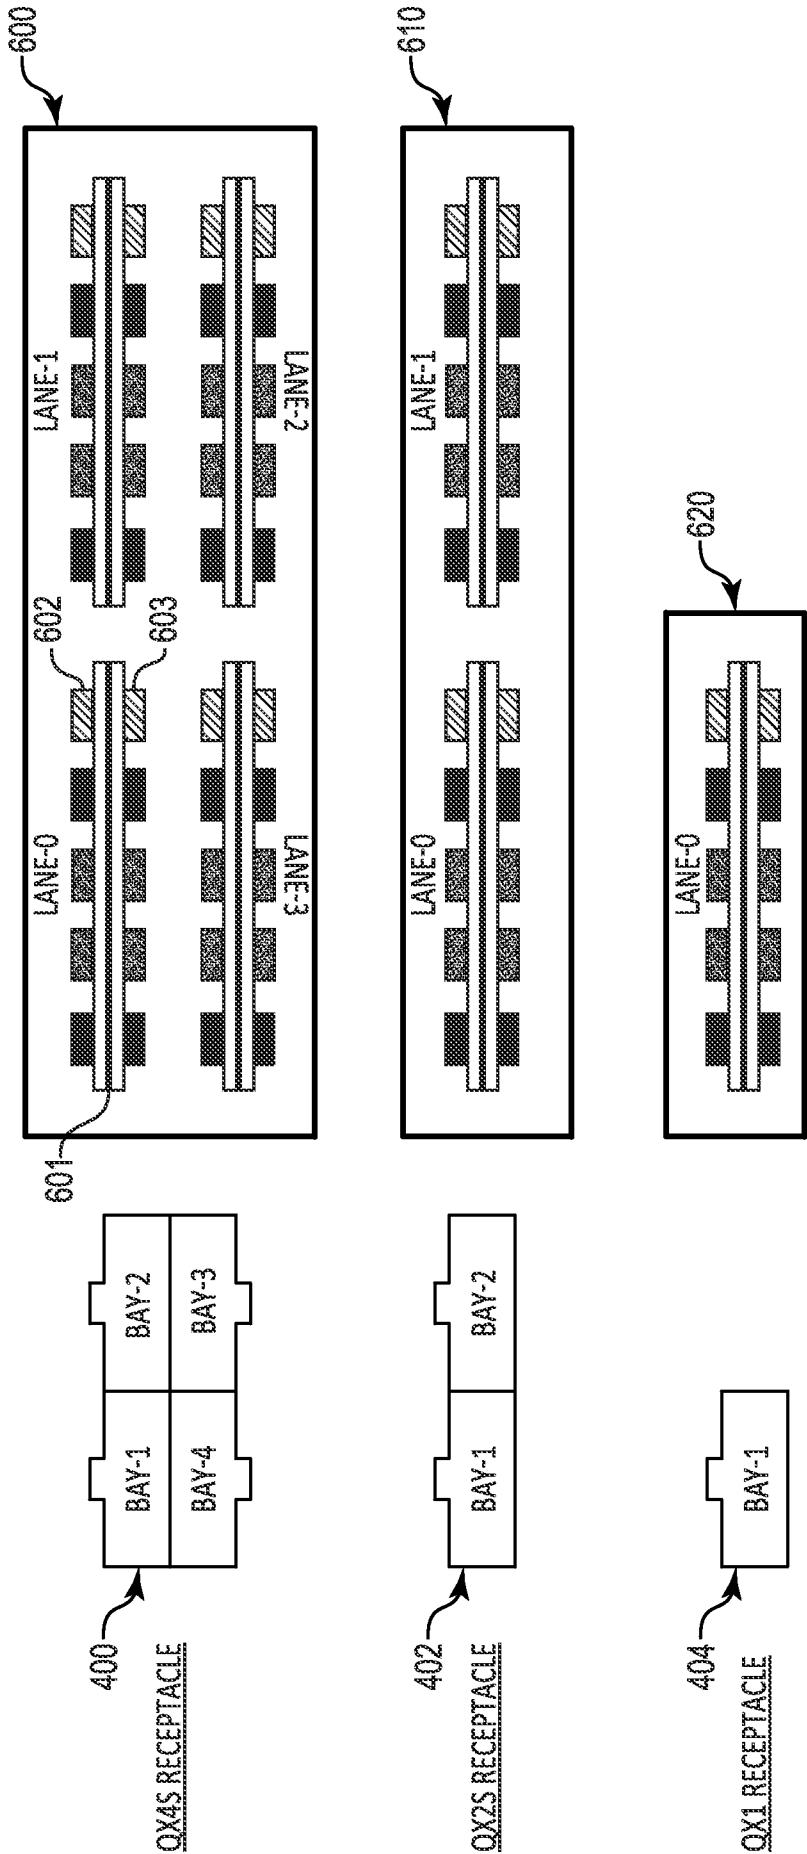 QX4S RECEPTACLE
400
BAY-1
BAY-2
BAY-4
BAY-3
601
LANE-0
602
603
LANE-1
LANE-3
LANE-2
600
QX2S RECEPTACLE
402
BAY-1
BAY-2
LANE-0
LANE-1
610
QX1 RECEPTACLE
404
BAY-1
LANE-0
620